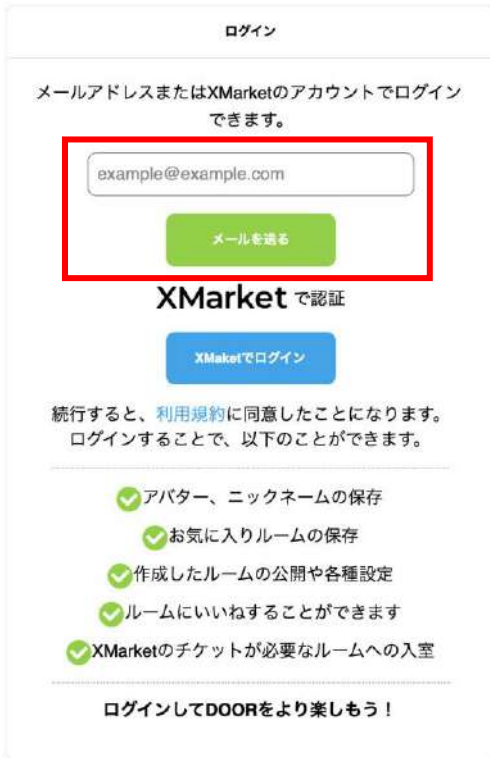 ログイン
メールアドレスまたはXMarketのアカウントでログイン
できます。
example@example.com
メールを送る
XMarket で認証
XMaketでログイン
続行すると、利用規約に同意したことになります。
ログインすることで、以下のことができます。
アバター、ニックネームの保存
お気に入りルームの保存
作成したルームの公開や各種設定
ルームにいいねすることができます
XMarketのチケットが必要なルームへの入室
ログインしてDOORをより楽しもう！